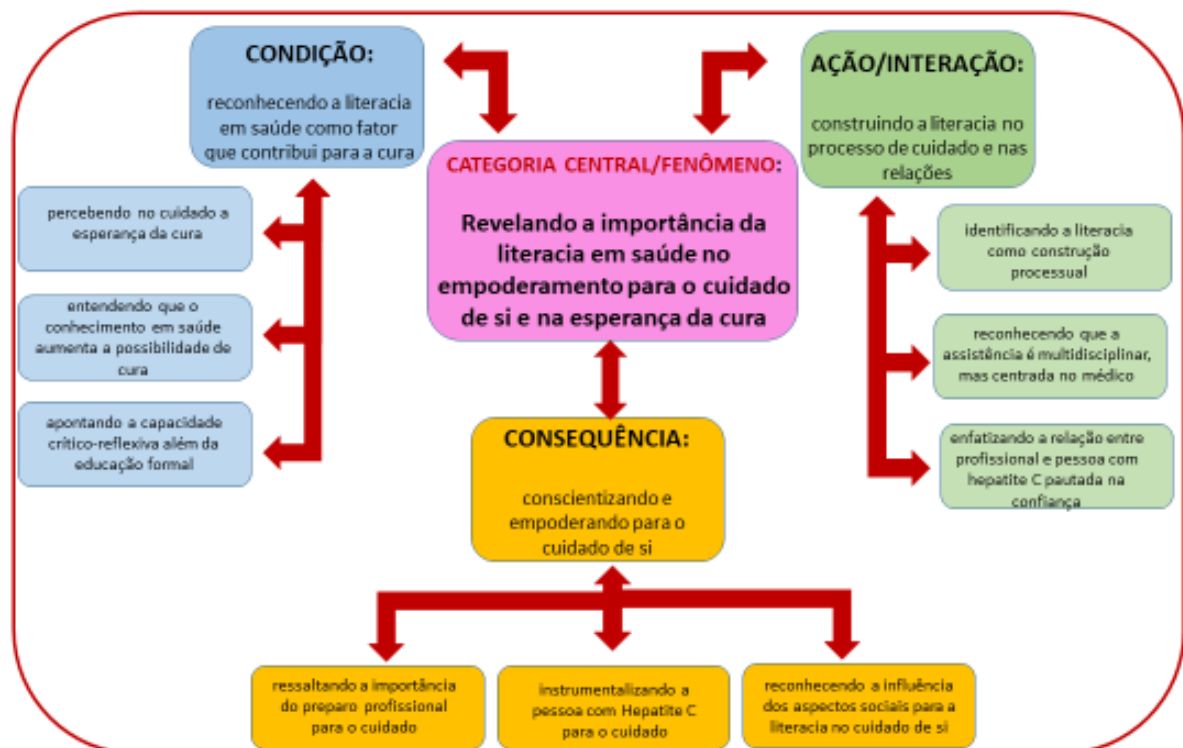 CONDIÇÃO:
reconhecendo a literacia
em saúde como fator
que contribui para a cura
percebendo no cuidado a
esperança da cura
entendendo que o
conhecimento em saúde
aumenta a possibilidade de
cura
apontando a capacidade
crítico-reflexiva além da
educação formal
CATEGORIA CENTRAL/FENÔMENO:
Revelando a importância da
literacia em saúde no
empoderamento para o cuidado
de si e na esperança da cura
AÇÃO/INTERAÇÃO:
construindo a literacia no
processo de cuidado e nas
relações
identificando a literacia
como construção
processual
reconhecendo que a
assistência é multidisciplinar,
mas centrada no médico
enfatizando a relação entre
profissional e pessoa com
hepatite C pautada na
confiança
CONSEQUÊNCIA:
conscientizando e
empoderando para o
cuidado de si
ressaltando a importância
do preparo profissional
para o cuidado
instrumentalizando a
pessoa com Hepatite C
para o cuidado
reconhecendo a influência
dos aspectos sociais para a
literacia no cuidado de si